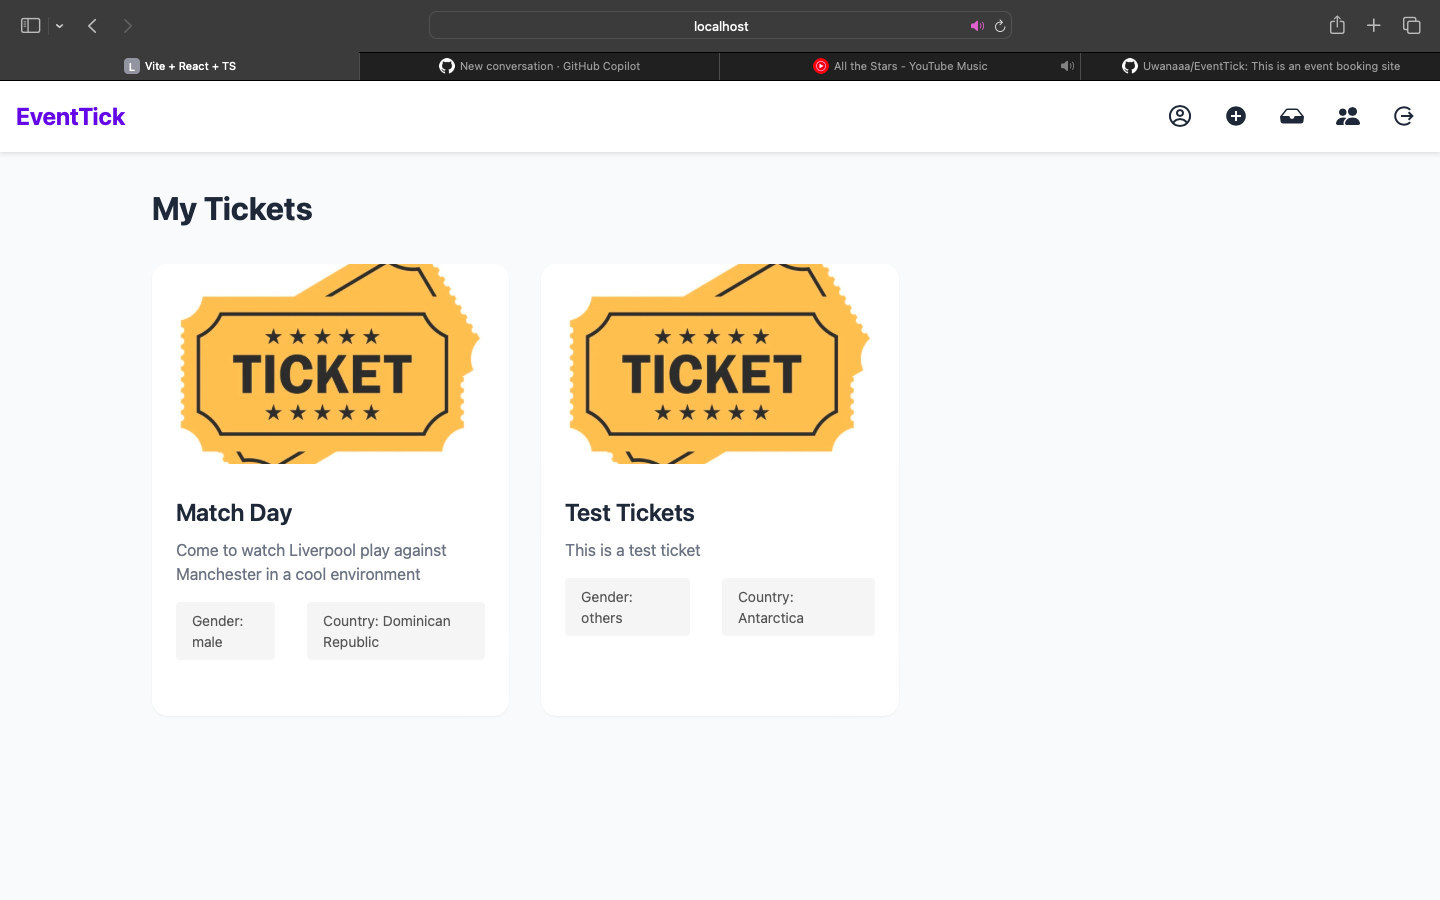 localhost
L Vite + React + TS
New conversation · GitHub Copilot
All the Stars - YouTube Music
Uwanaaa/EventTick: This is an event booking site
EventTick
My Tickets
TICKET
Match Day
Come to watch Liverpool play against
Manchester in a cool environment
Gender:
male
Country: Dominican
Republic
TICKET
Test Tickets
This is a test ticket
Gender:
others
Country:
Antarctica